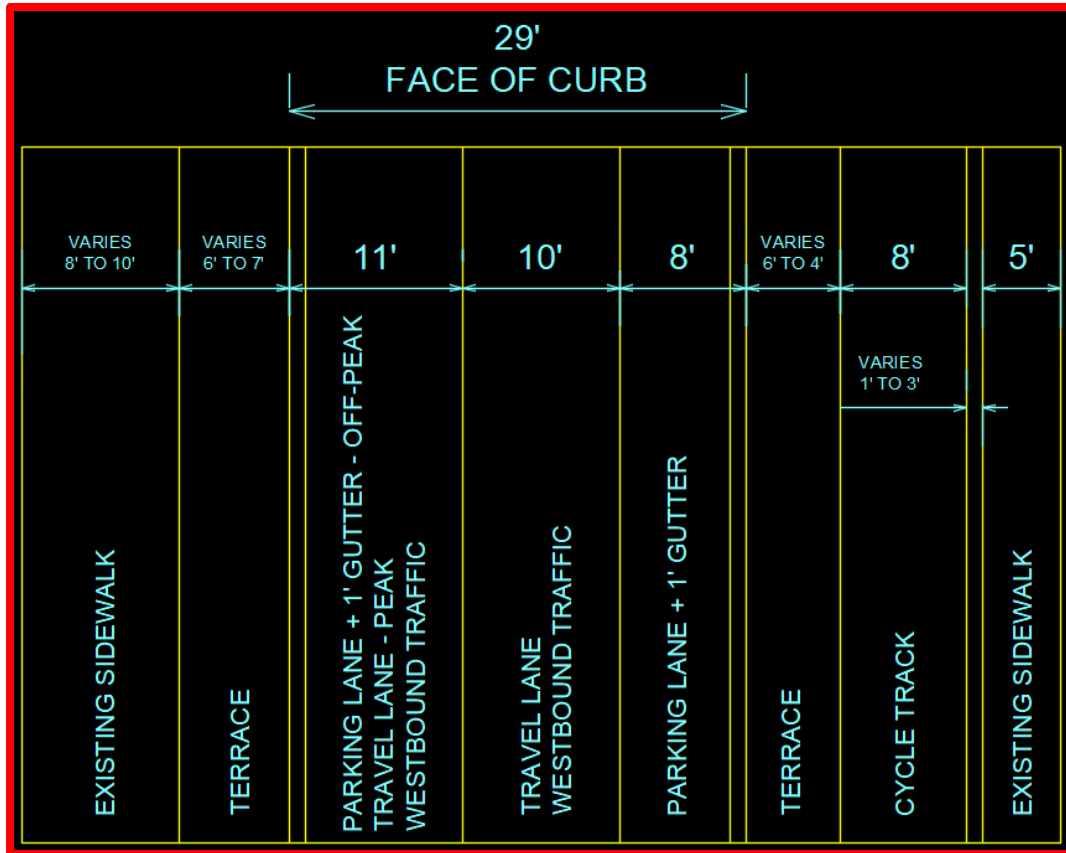 29'
FACE OF CURB
VARIES
8' TO 10'
VARIES
6' TO 7'
11'
10'
8'
VARIES
6' TO 4'
8'
5'
VARIES
1' TO 3'
EXISTING SIDEWALK
TERRACE
PARKING LANE + 1' GUTTER - OFF-PEAK
TRAVEL LANE - PEAK
WESTBOUND TRAFFIC
TRAVEL LANE
WESTBOUND TRAFFIC
PARKING LANE + 1' GUTTER
TERRACE
CYCLE TRACK
EXISTING SIDEWALK